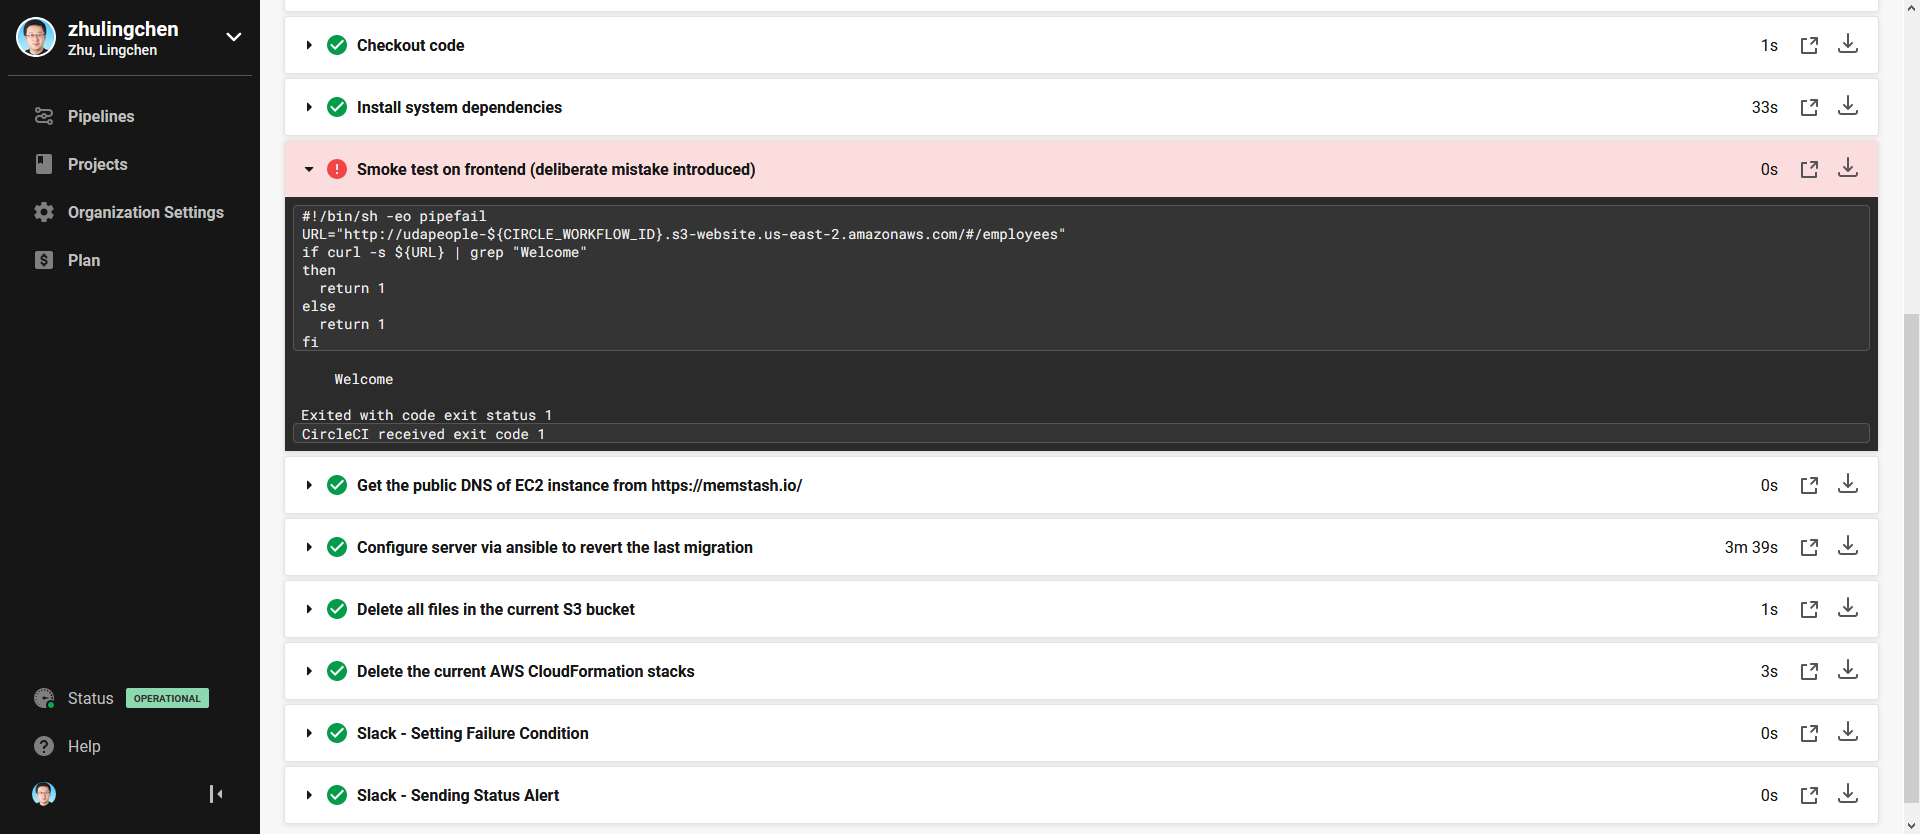 zhulingchen
Zhu, Lingchen
Pipelines
Projects
Organization Settings
Plan
Status OPERATIONAL
Help
Checkout code 1s
Install system dependencies 33s
Smoke test on frontend (deliberate mistake introduced) 0s
#!/bin/sh -eo pipefail
URL="http://udapeople-${CIRCLE_WORKFLOW_ID}.s3-website.us-east-2.amazonaws.com/#/employees"
if curl -s ${URL} | grep "Welcome"
then
  return 1
else
  return 1
fi
Welcome
Exited with code exit status 1
CircleCI received exit code 1
Get the public DNS of EC2 instance from https://memstash.io/ 0s
Configure server via ansible to revert the last migration 3m 39s
Delete all files in the current S3 bucket 1s
Delete the current AWS CloudFormation stacks 3s
Slack - Setting Failure Condition 0s
Slack - Sending Status Alert 0s